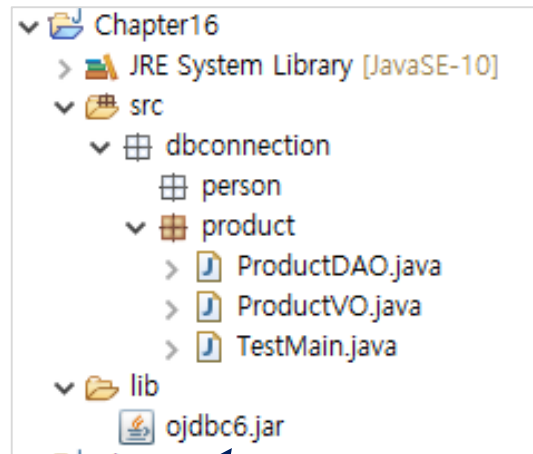 Chapter16
JRE System Library [JavaSE-10]
src
dbconnection
person
product
ProductDAO.java
ProductVO.java
TestMain.java
lib
ojdbc6.jar